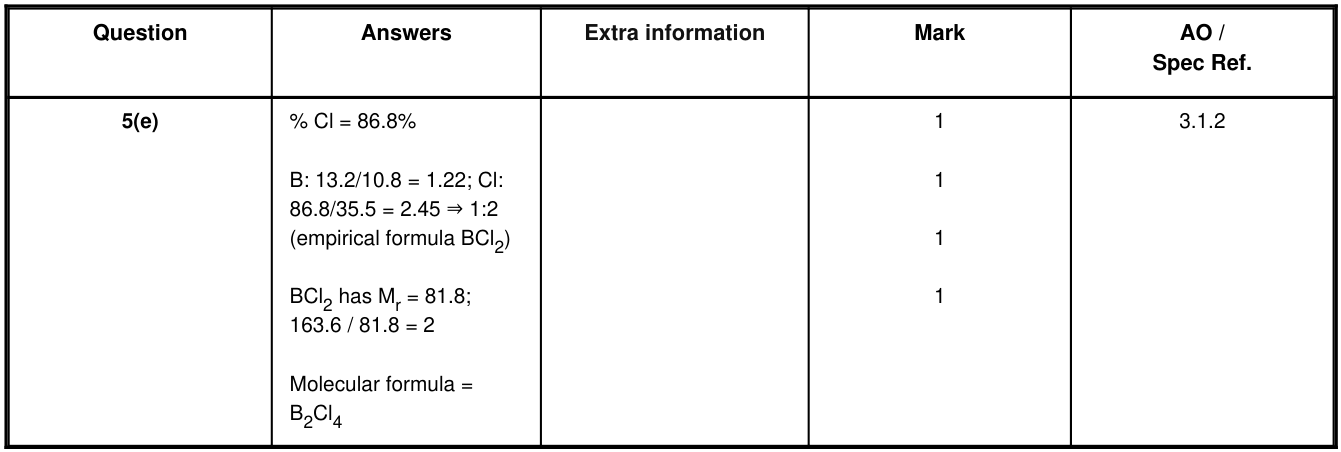 Question Answers Extra information Mark AO /
Spec Ref.
5(e) % Cl = 86.8% 1 3.1.2
B: 13.2/10.8 = 1.22; Cl: 1
86.8/35.5 = 2.45 ⇒ 1:2
(empirical formula BCl₂) 1
BCl₂ has Mᵣ = 81.8; 1
163.6 / 81.8 = 2
Molecular formula =
B₂Cl₄